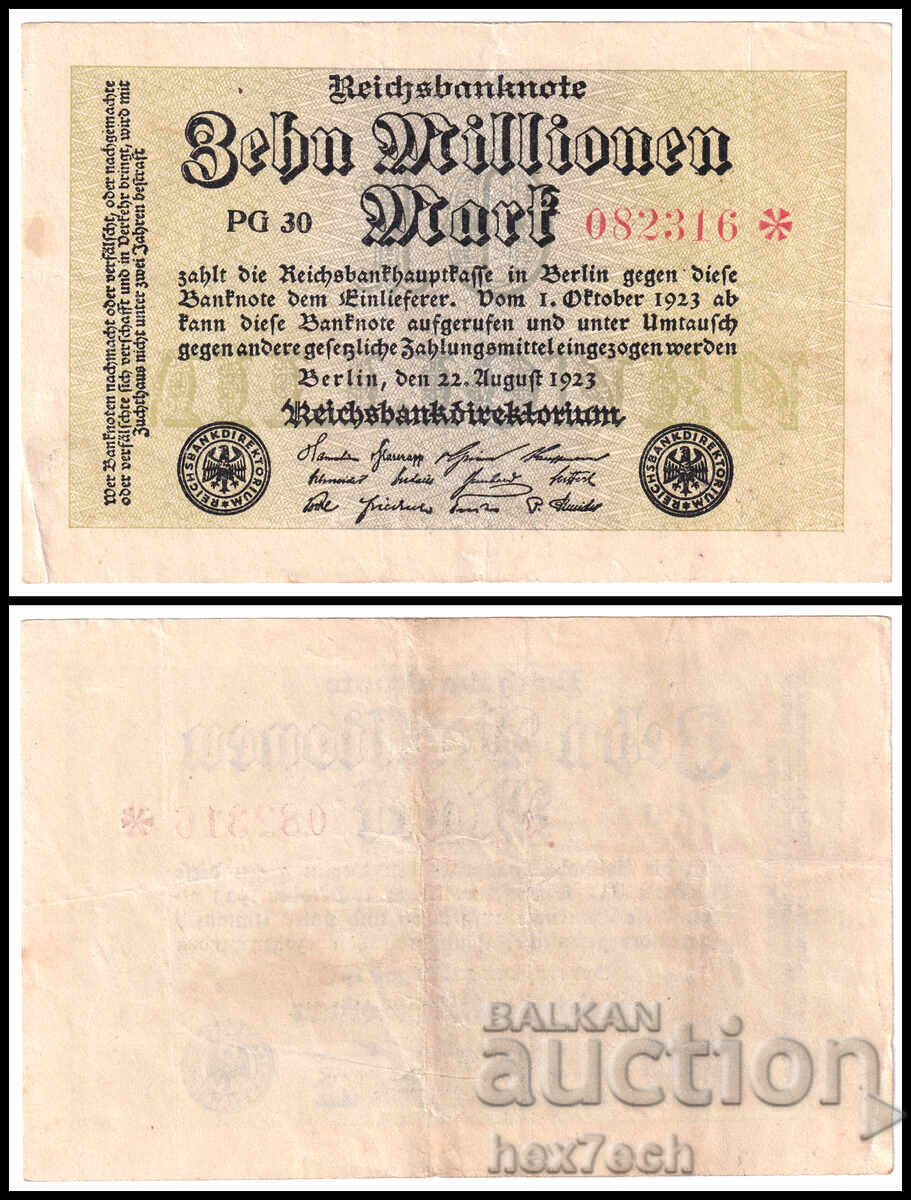 Reichsbanknote
Zehn Millionen
Mark
PG 30
082316 *
zahlt die Reichsbankhauptkasse in Berlin gegen diese
Banknote dem Einlieferer. Vom 1. Oktober 1923 ab
kann diese Banknote aufgerufen und unter Umtausch
gegen andere gesetzliche Zahlungsmittel eingezogen werden
Berlin, den 22. August 1923
Reichsbankdirektorium
REICHSBANKDIREKTORIUM
REICHSBANKDIREKTORIUM
Wer Banknoten nachmacht oder verfälscht, oder nachgemachte
oder verfälschte sich verschafft und in Verkehr bringt, wird mit
Zuchthaus nicht unter zwei Jahren bestraft
082316 *
BALKAN
auction
hex7ech